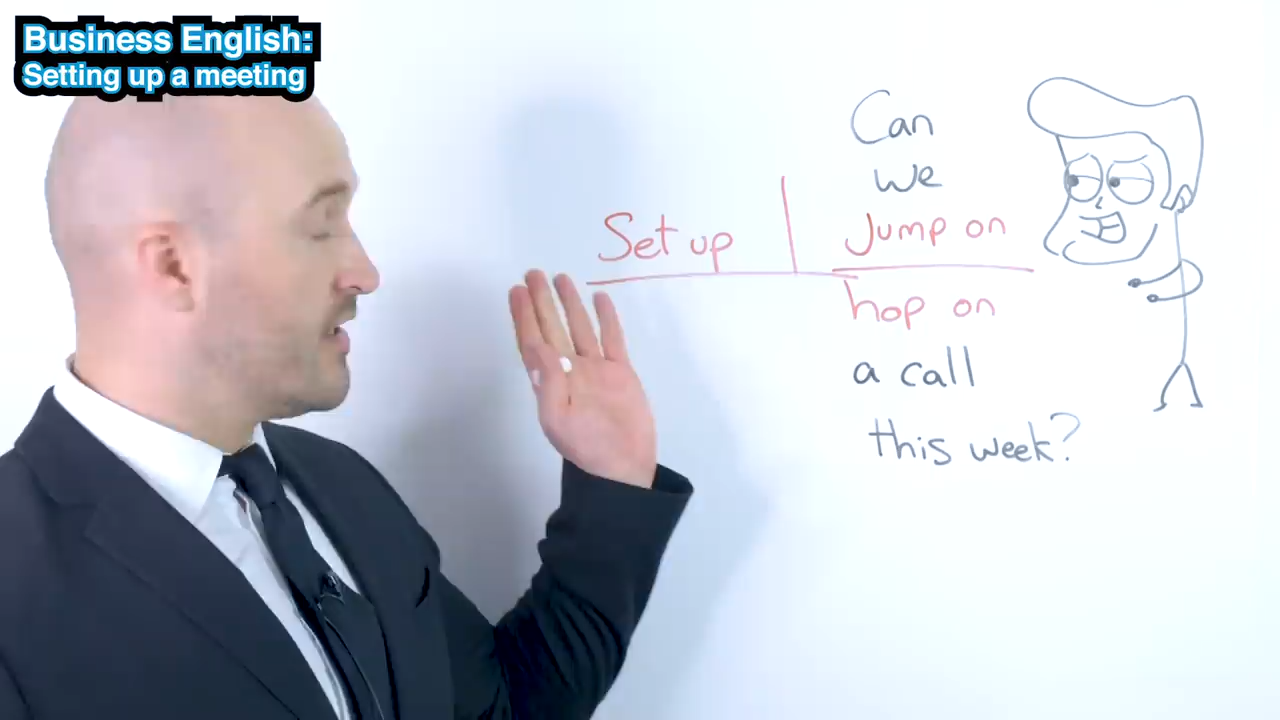 Business English:
Setting up a meeting
Can
we
Set up
Jump on
hop on
a call
this week?